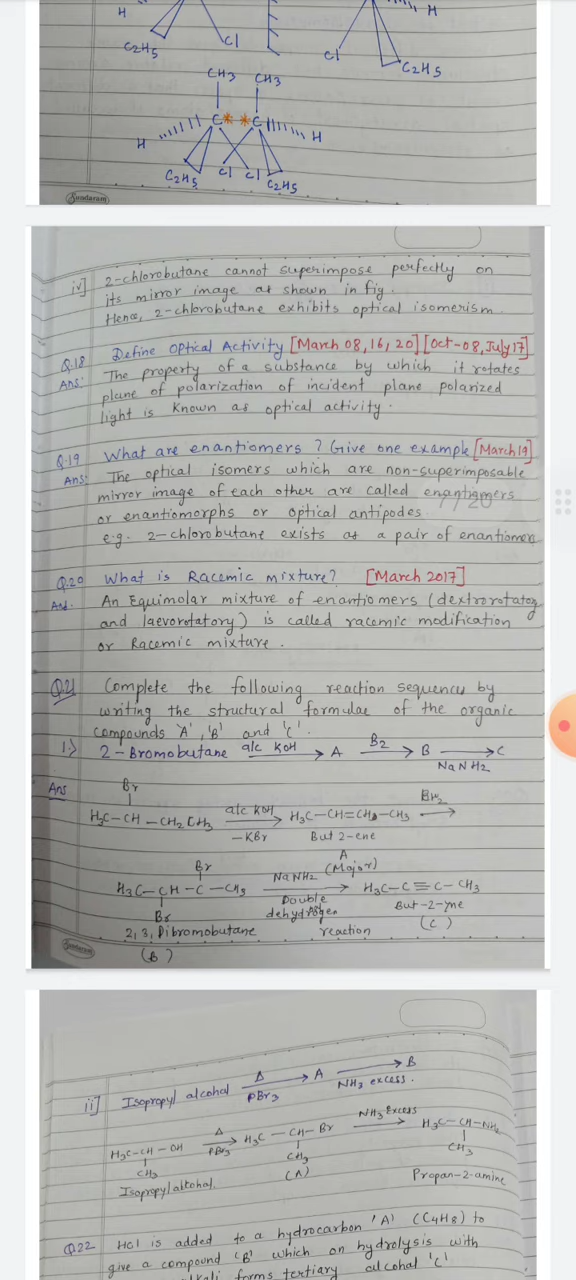 H
C2H5
Cl
Cl
C2H5
H
CH3 CH3
H C* *C H
C2H5 Cl Cl C2H5
Sundaram
iv] 2-chlorobutane cannot superimpose perfectly on
its mirror image as shown in fig.
Hence, 2-chlorobutane exhibits optical isomerism
Q.18 Define Optical Activity [March 08, 16, 20] [Oct-08, July 17]
Ans: The property of a substance by which it rotates
plane of polarization of incident plane polarized
light is known as optical activity.
Q.19 What are enantiomers? Give one example [March 19]
Ans: The optical isomers which are non-superimposable
mirror image of each other are called enantiomers
or enantiomorphs or optical antipodes
e.g. 2-chlorobutane exists as a pair of enantiomers
Q.20 What is Racemic mixture? [March 2017]
Ans. An Equimolar mixture of enantiomers (dextrorotatory
and laevorotatory) is called racemic modification
or Racemic mixture.
Q.21 Complete the following reaction sequence by
writing the structural formulae of the organic
compounds 'A', 'B' and 'C'.
1.) 2-Bromobutane alc KOH → A B2 → B → C
NaNH2
Ans Br
H3C-CH-CH2CH3 alc KOH → H3C-CH=CH-CH3 Br2 →
-KBr But 2-ene
A
(Major)
Br
H3C-CH-C-CH3 NaNH2 → H3C-C≡C-CH3
Br Double But-2-yne
dehydrogen
2,3, Dibromobutane reaction (C)
(B)
Sundaram
ii] Isopropyl alcohol Δ PBr3 → A NH3 excess. → B
H3C-CH-OH Δ PBr3 → H3C-CH-Br NH3 Excess → H3C-CH-NH2
CH3 CH3 CH3
Isopropyl alcohol. (A) Propan-2-amine
Q22 HCl is added to a hydrocarbon 'A' (C4H8) to
give a compound 'B' which on hydrolysis with
forms tertiary alcohol 'C'